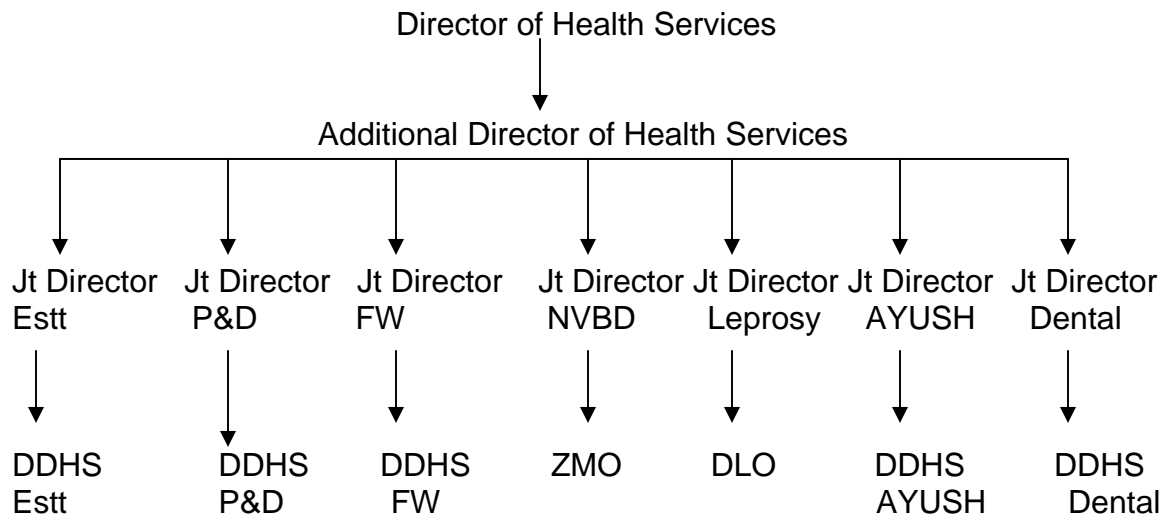 Director of Health Services
Additional Director of Health Services
Jt Director Jt Director Jt Director Jt Director Jt Director Jt Director Jt Director
Estt P&D FW NVBD Leprosy AYUSH Dental
DDHS DDHS DDHS ZMO DLO DDHS DDHS
Estt P&D FW AYUSH Dental